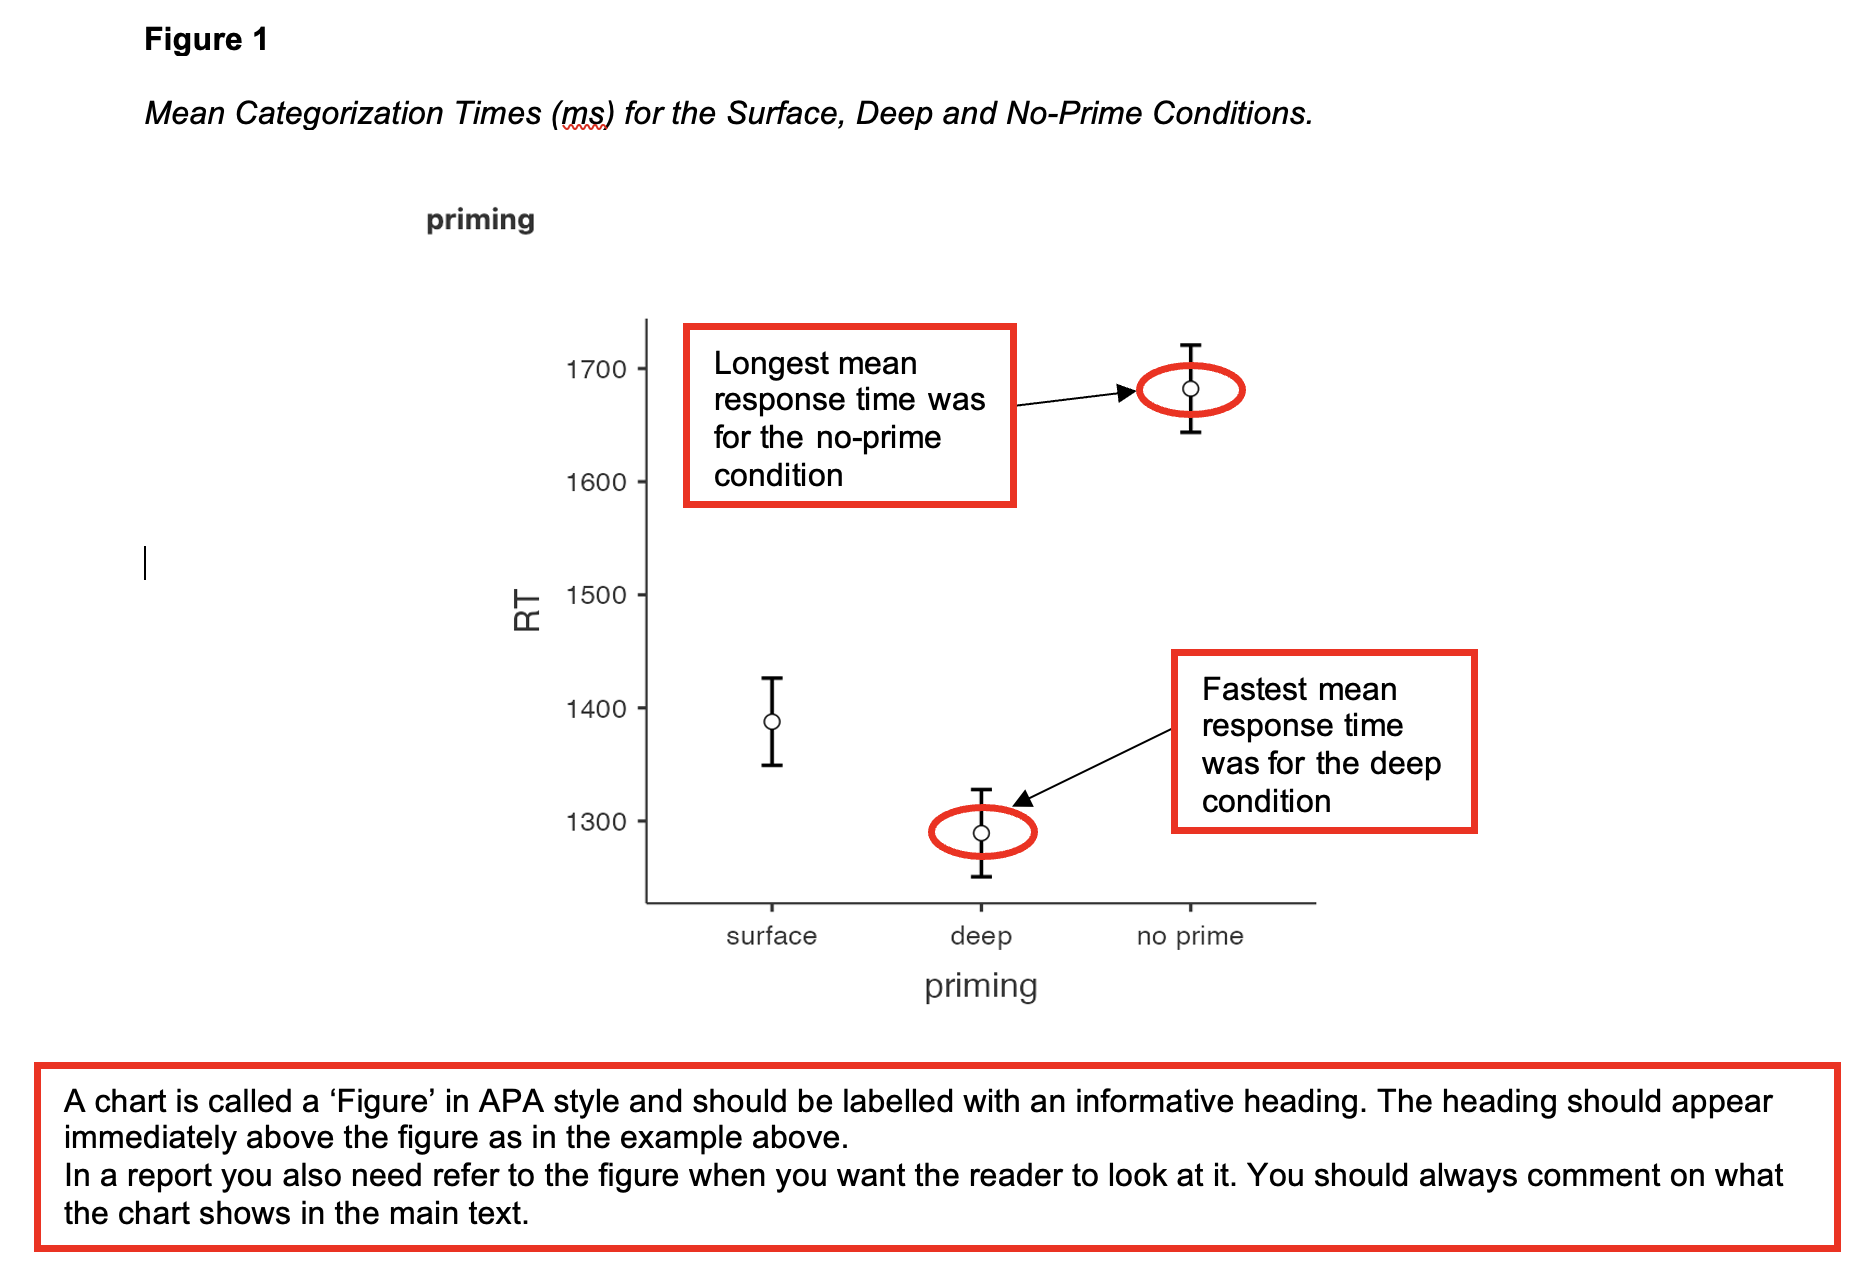 Figure 1
Mean Categorization Times (ms) for the Surface, Deep and No-Prime Conditions.
priming
1700
1600
1500
1400
1300
RT
Longest mean
response time was
for the no-prime
condition
Fastest mean
response time
was for the deep
condition
surface deep no prime
priming
A chart is called a ‘Figure’ in APA style and should be labelled with an informative heading. The heading should appear
immediately above the figure as in the example above.
In a report you also need refer to the figure when you want the reader to look at it. You should always comment on what
the chart shows in the main text.